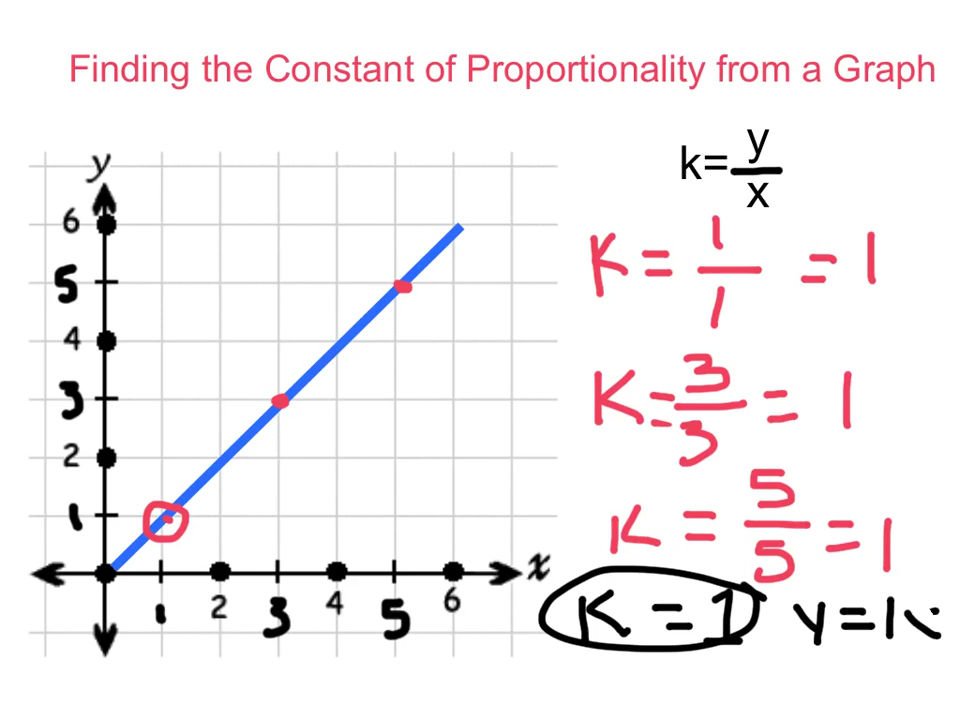 Finding the Constant of Proportionality from a Graph
k=y/x
K = 1/1 = 1
K = 3/3 = 1
K = 5/5 = 1
K = 1 y = 1
y
6
5
4
3
2
1
1 2 3 4 5 6 x